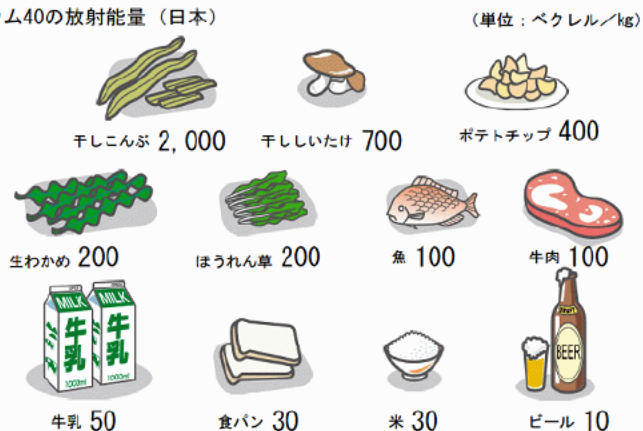 ム40の放射能量（日本）
（単位：ベクレル／kg）
干しこんぶ 2,000
干ししいたけ 700
ポテトチップ 400
生わかめ 200
ほうれん草 200
魚 100
牛肉 100
MILK
牛乳
1000ml
MILK
牛乳
1000ml
BEER
牛乳 50
食パン 30
米 30
ビール 10